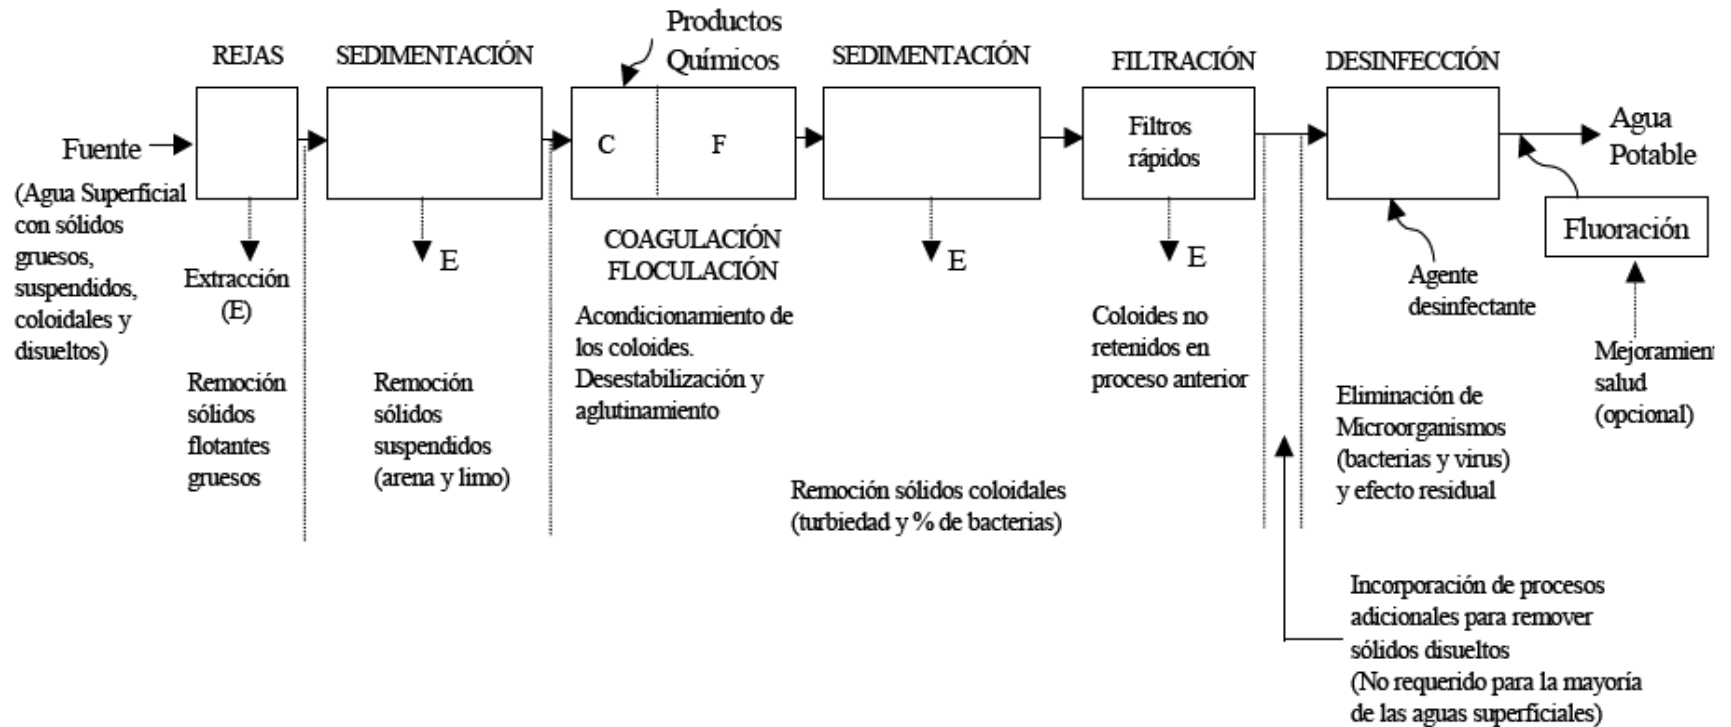 Productos
Químicos
REJAS
SEDIMENTACIÓN
SEDIMENTACIÓN
FILTRACIÓN
DESINFECCIÓN
Fuente
(Agua Superficial
con sólidos
gruesos,
suspendidos,
coloidales y
disueltos)
C
F
Filtros
rápidos
Agua
Potable
Extracción
(E)
E
COAGULACIÓN
FLOCULACIÓN
E
E
Agente
desinfectante
Fluoración
Remoción
sólidos
flotantes
gruesos
Remoción
sólidos
suspendidos
(arena y limo)
Acondicionamiento de
los coloides.
Desestabilización y
aglutinamiento
Coloides no
retenidos en
proceso anterior
Eliminación de
Microorganismos
(bacterias y virus)
y efecto residual
Mejoramien
salud
(opcional)
Remoción sólidos coloidales
(turbiedad y % de bacterias)
Incorporación de procesos
adicionales para remover
sólidos disueltos
(No requerido para la mayoría
de las aguas superficiales)